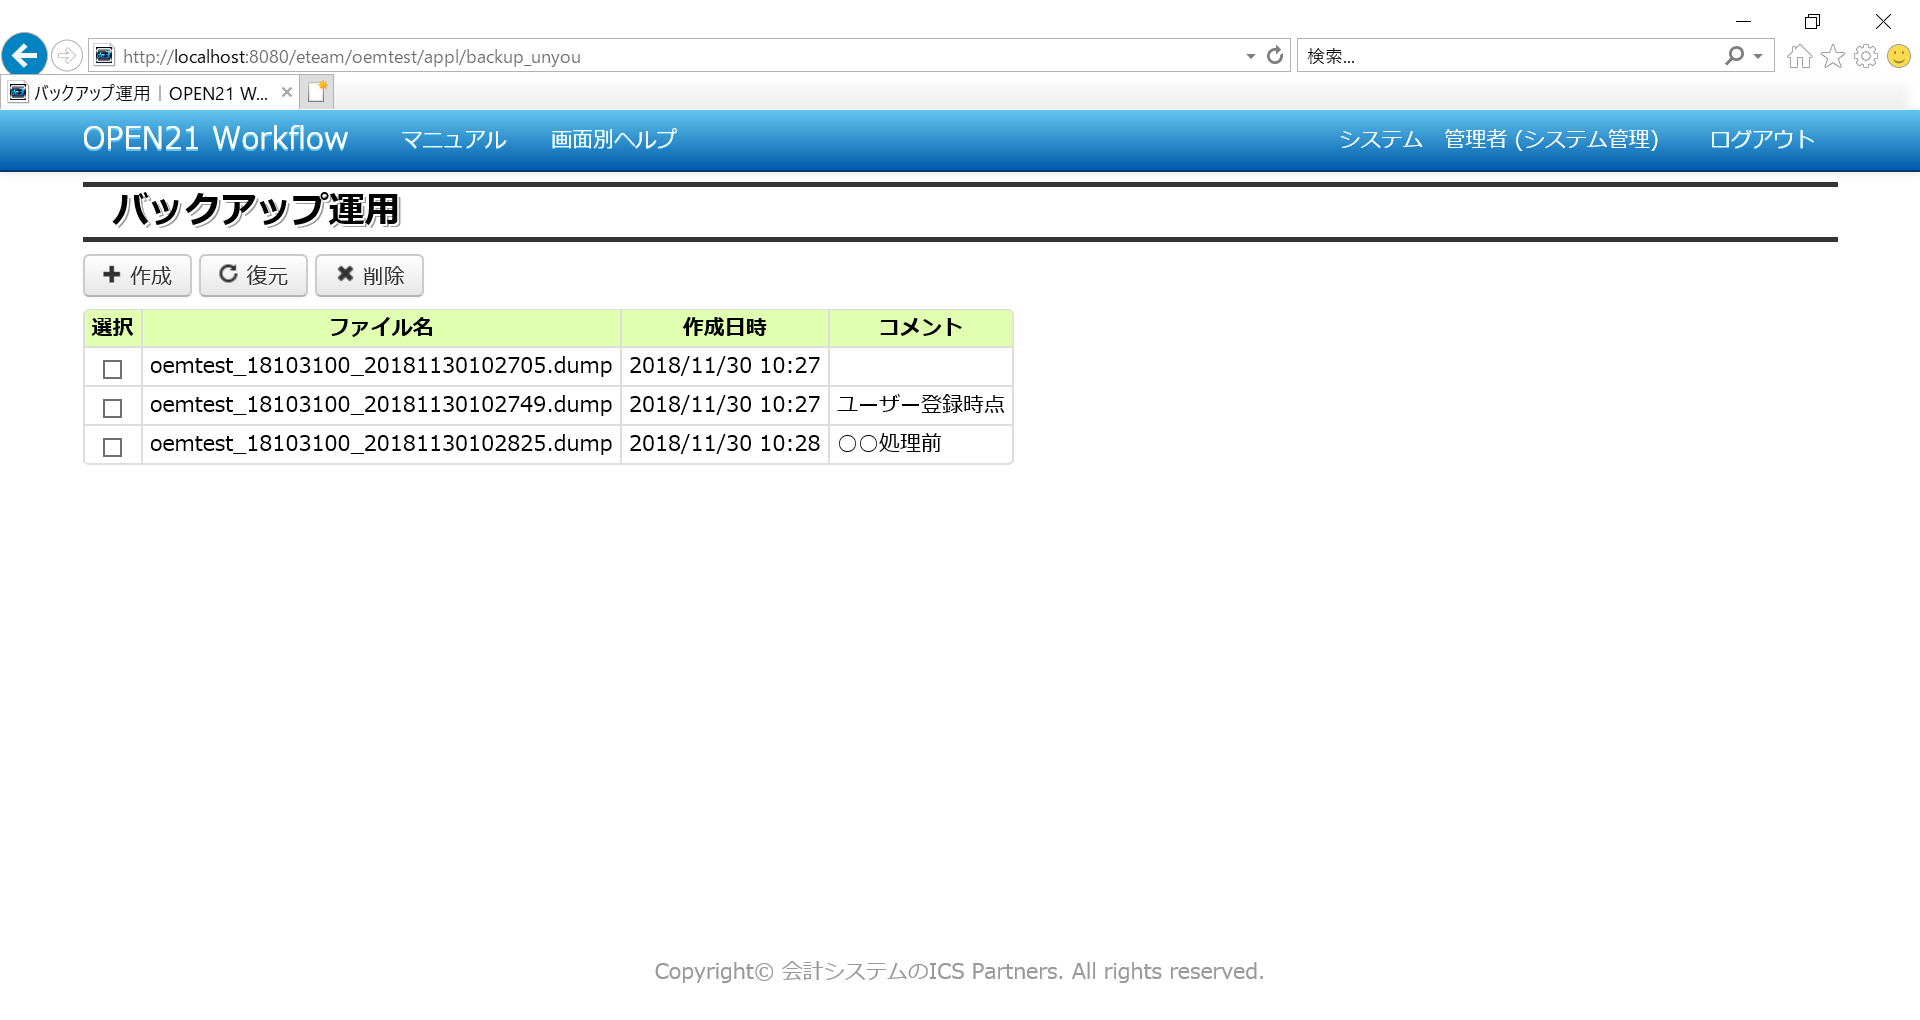 http://localhost:8080/eteam/oemtest/appl/backup_unyou
検索...
バックアップ運用 | OPEN21 W...
OPEN21 Workflow マニュアル 画面別ヘルプ システム 管理者 (システム管理) ログアウト
バックアップ運用
作成 復元 削除
選択 ファイル名 作成日時 コメント
oemtest_18103100_20181130102705.dump 2018/11/30 10:27
oemtest_18103100_20181130102749.dump 2018/11/30 10:27 ユーザー登録時点
oemtest_18103100_20181130102825.dump 2018/11/30 10:28 ○○処理前
Copyright© 会計システムのICS Partners. All rights reserved.